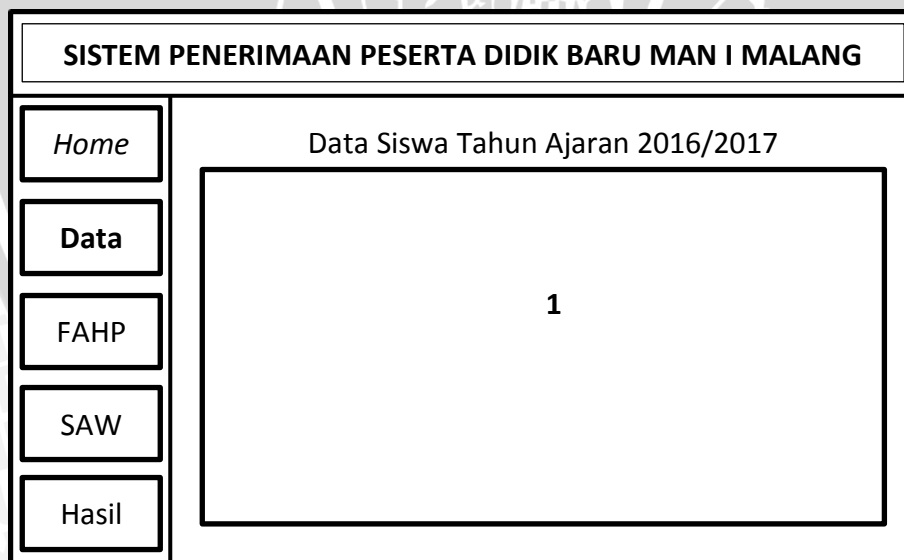 SISTEM PENERIMAAN PESERTA DIDIK BARU MAN I MALANG
Home
Data
FAHP
SAW
Hasil
Data Siswa Tahun Ajaran 2016/2017
1